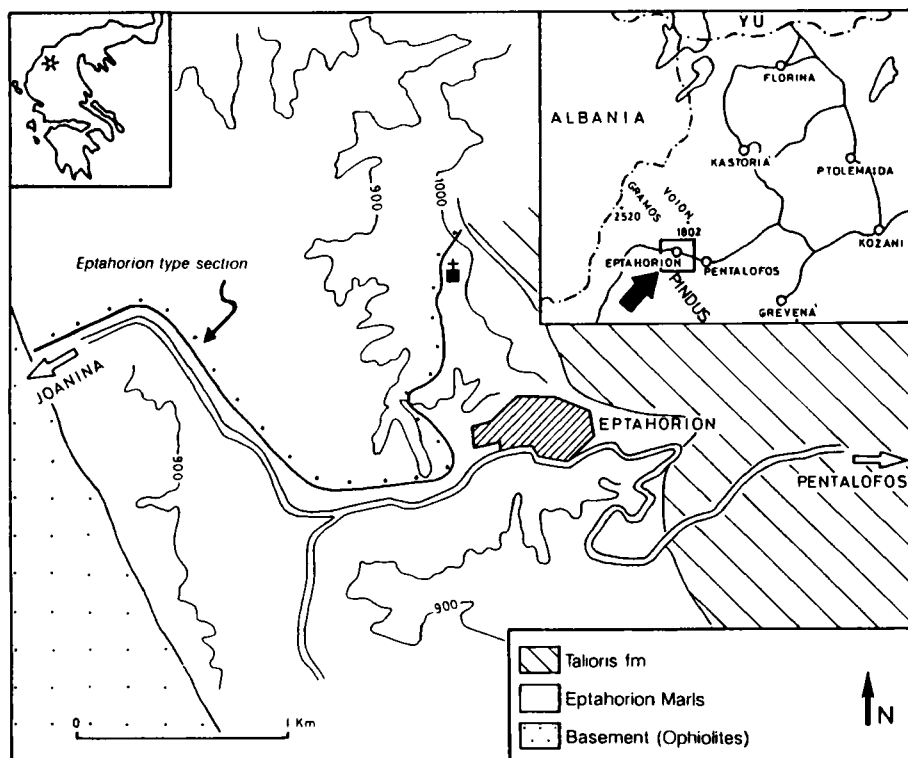 YU
FLORINA
ALBANIA
KASTORIA
PTOLEMAIDA
GRAMOS
VOION
2520
1802
KOZANI
EPTAHORION
PENTALOFOS
PINDUS
GREVENA
900
1000
Eptahorion type section
JOANINA
EPTAHORION
900
PENTALOFOS
900
Taliaris fm
Eptahorion Marls
Basement (Ophiolites)
0 1 Km
N